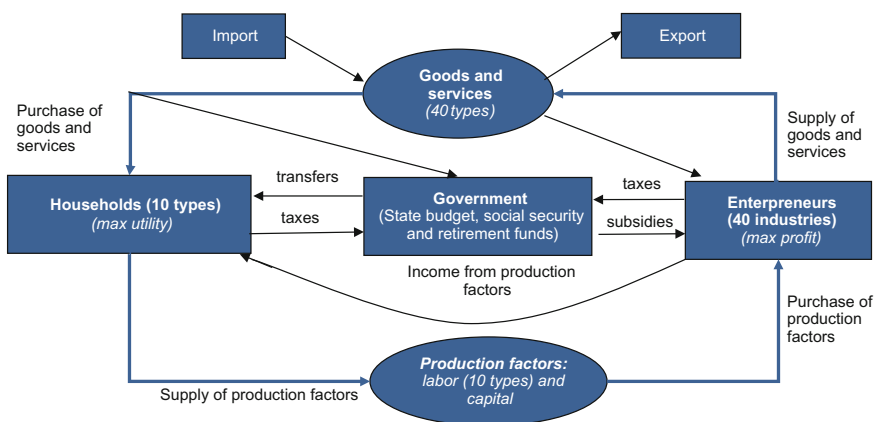 Import
Export
Goods and
services
(40 types)
Purchase of
goods and
services
Supply of
goods and
services
transfers
taxes
Households (10 types)
(max utility)
taxes
Government
(State budget, social security
and retirement funds)
subsidies
Enterpreneurs
(40 industries)
(max profit)
Income from production
factors
Purchase of
production
factors
Supply of production factors
Production factors:
labor (10 types) and
capital